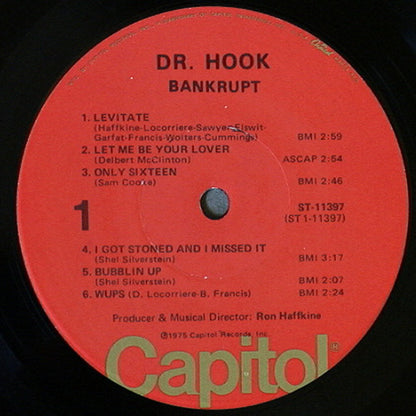 DR. HOOK
BANKRUPT
1. LEVITATE
(Haffkine-Locorriere-Sawyer-Elswit-
Garfat-Francis-Wolters-Cummings) BMI 2:59
2. LET ME BE YOUR LOVER
(Delbert McClinton) ASCAP 2:54
3. ONLY SIXTEEN
(Sam Cooke) BMI 2:46
1
ST-11397
(ST1-11397)
4. I GOT STONED AND I MISSED IT
(Shel Silverstein) BMI 3:17
5. BUBBLIN UP
(Shel Silverstein) BMI 2:07
6. WUPS (D. Locorriere-B. Francis) BMI 2:24
Producer & Musical Director: Ron Haffkine
℗1975 Capitol Records, Inc.
Capitol®